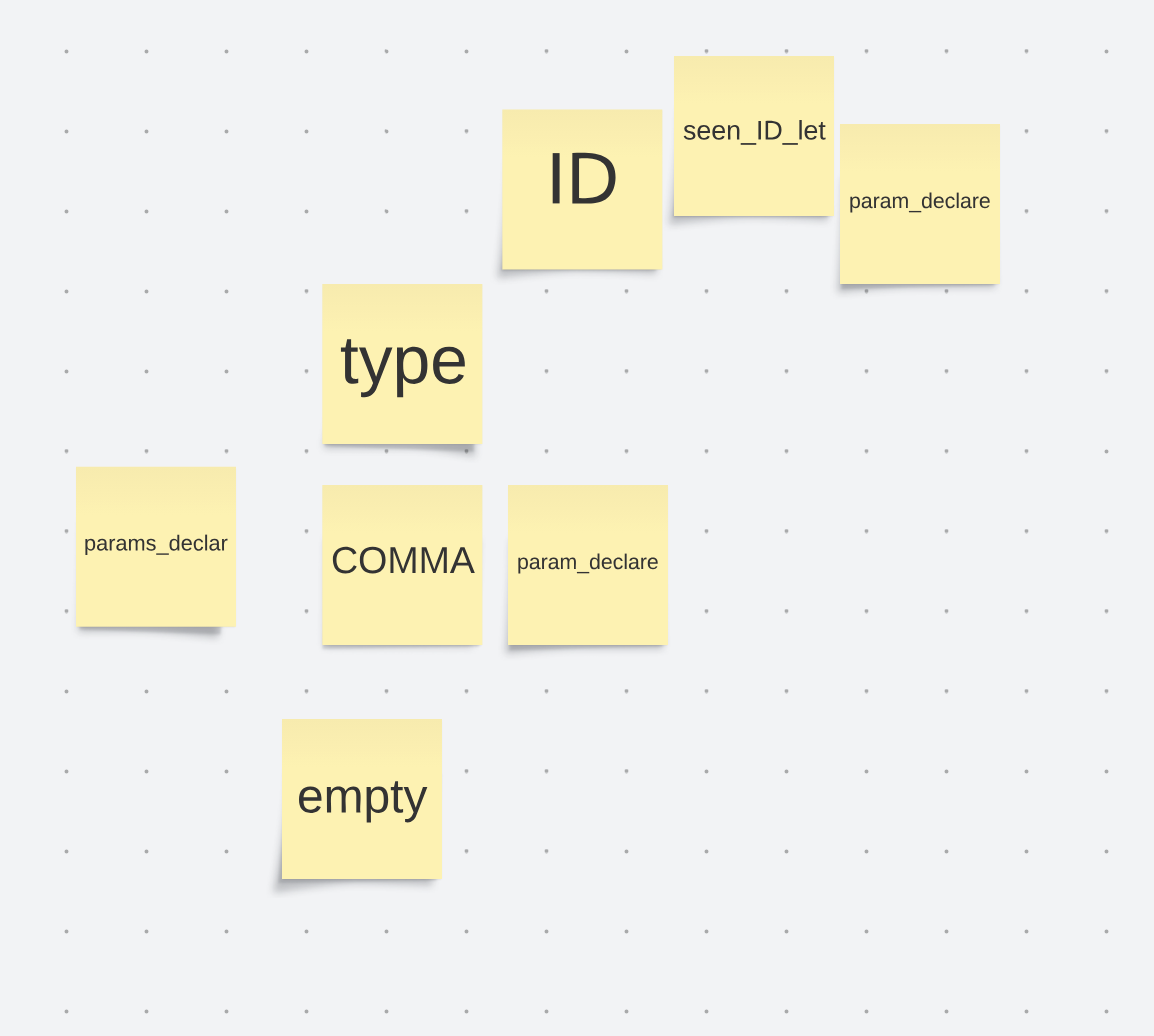 seen_ID_let
ID
param_declare
type
params_declar
COMMA
param_declare
empty